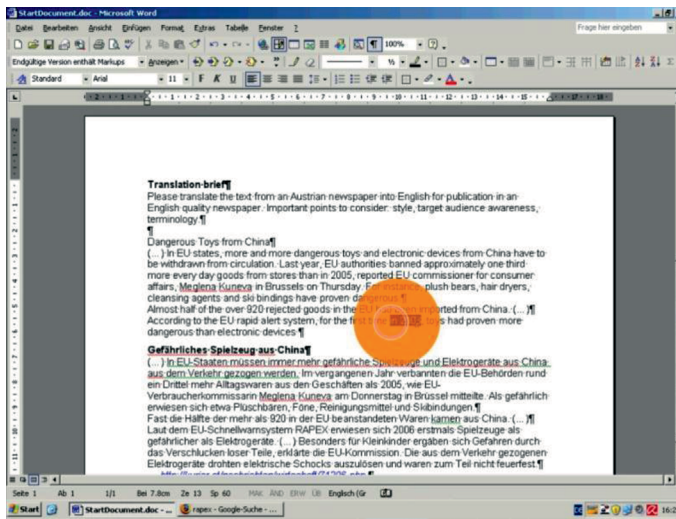 StartDocument.doc - Microsoft Word
Datei Bearbeiten Ansicht Einfügen Format Extras Tabelle Fenster ? Frage hier eingeben
100%
Endgültige Version enthält Markups Anzeigen
Standard Arial 11 F K U
Translation brief¶
Please translate the text from an Austrian newspaper into English for publication in an
English quality newspaper. Important points to consider: style, target audience awareness,
terminology.¶
¶
Dangerous Toys from China¶
(...) In EU states, more and more dangerous toys and electronic devices from China have to
be withdrawn from circulation. Last year, EU authorities banned approximately one third
more every day goods from stores than in 2005, reported EU commissioner for consumer
affairs, Meglena Kuneva in Brussels on Thursday. For instance, plush bears, hair dryers,
cleansing agents and ski bindings have proven dangerous.¶
Almost half of the over 920 rejected goods in the EU had been imported from China. (...)¶
According to the EU rapid alert system, for the first time toys had proven more
dangerous than electronic devices.¶
Gefährliches Spielzeug aus China¶
(...) In EU-Staaten müssen immer mehr gefährliche Spielzeuge und Elektrogeräte aus China
aus dem Verkehr gezogen werden. Im vergangenen Jahr verbannten die EU-Behörden rund
ein Drittel mehr Alltagswaren aus den Geschäften als 2005, wie EU-
Verbraucherkommissarin Meglena Kuneva am Donnerstag in Brüssel mitteilte. Als gefährlich
erwiesen sich etwa Plüschbären, Föne, Reinigungsmittel und Skibindungen.¶
Fast die Hälfte der mehr als 920 in der EU beanstandeten Waren kamen aus China. (...)¶
Laut dem EU-Schnellwarnsystem RAPEX erwiesen sich 2006 erstmals Spielzeuge als
gefährlicher als Elektrogeräte. (...) Besonders für Kleinkinder ergäben sich Gefahren durch
das Verschlucken loser Teile, erklärte die EU-Kommission. Die aus dem Verkehr gezogenen
Elektrogeräte drohten elektrische Schocks auszulösen und waren zum Teil nicht feuerfest.¶
Seite 1 Ab 1 1/1 Bei 7.8cm Ze 13 Sp 60 MAK ÄND ERW ÜB Englisch (Gr
Start StartDocument.doc - ... rapex - Google-Suche - ... 16:2